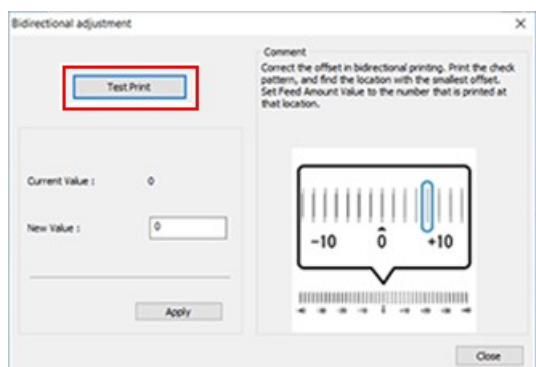 Bidirectional adjustment
Test Print
Comment
Correct the offset in bidirectional printing. Print the check
pattern, and find the location with the smallest offset.
Set Feed Amount Value to the number that is printed at
that location.
Current Value : 0
New Value : 0
Apply
-10 0 +10
Close